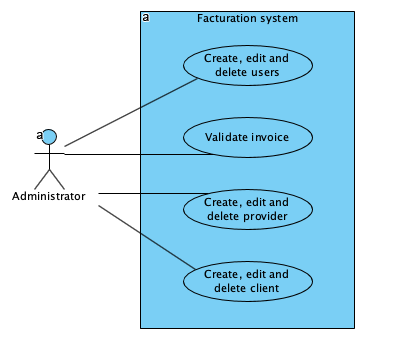 a
Facturation system
Create, edit and
delete users
Validate invoice
a
Administrator
Create, edit and
delete provider
Create, edit and
delete client